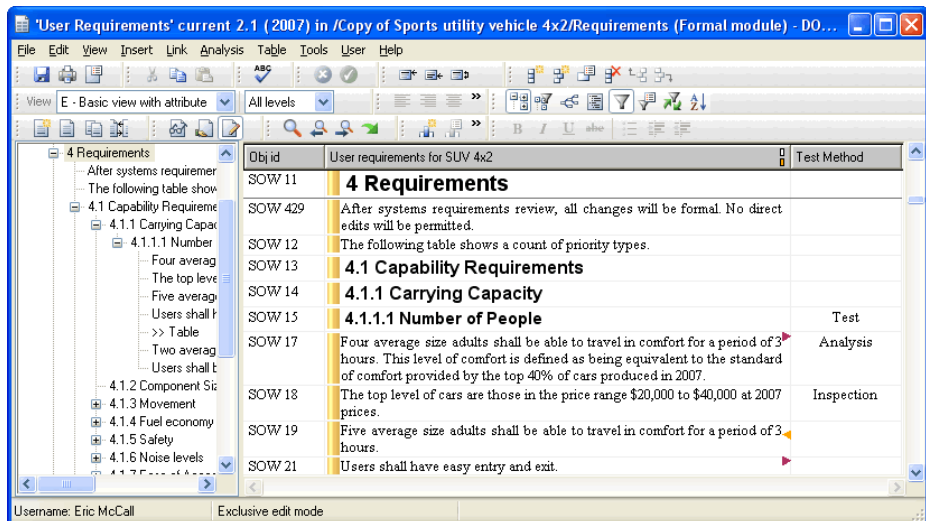 'User Requirements' current 2.1 (2007) in /Copy of Sports utility vehicle 4x2/Requirements (Formal module) - DO...
File Edit View Insert Link Analysis Table Tools User Help
ABC
View E - Basic view with attribute All levels
B I U abc
4 Requirements
After systems requiremer
The following table show
4.1 Capability Requireme
4.1.1 Carrying Capac
4.1.1.1 Number
Four averag
The top leve
Five average
Users shall h
>> Table
Two averag
Users shall b
4.1.2 Component Siz
4.1.3 Movement
4.1.4 Fuel economy
4.1.5 Safety
4.1.6 Noise levels
Obj id User requirements for SUV 4x2 Test Method
SOW 11 4 Requirements
SOW 429 After systems requirements review, all changes will be formal. No direct
edits will be permitted.
SOW 12 The following table shows a count of priority types.
SOW 13 4.1 Capability Requirements
SOW 14 4.1.1 Carrying Capacity
SOW 15 4.1.1.1 Number of People Test
SOW 17 Four average size adults shall be able to travel in comfort for a period of 3 Analysis
hours. This level of comfort is defined as being equivalent to the standard
of comfort provided by the top 40% of cars produced in 2007.
SOW 18 The top level of cars are those in the price range $20,000 to $40,000 at 2007 Inspection
prices.
SOW 19 Five average size adults shall be able to travel in comfort for a period of 3
hours.
SOW 21 Users shall have easy entry and exit.
Username: Eric McCall Exclusive edit mode